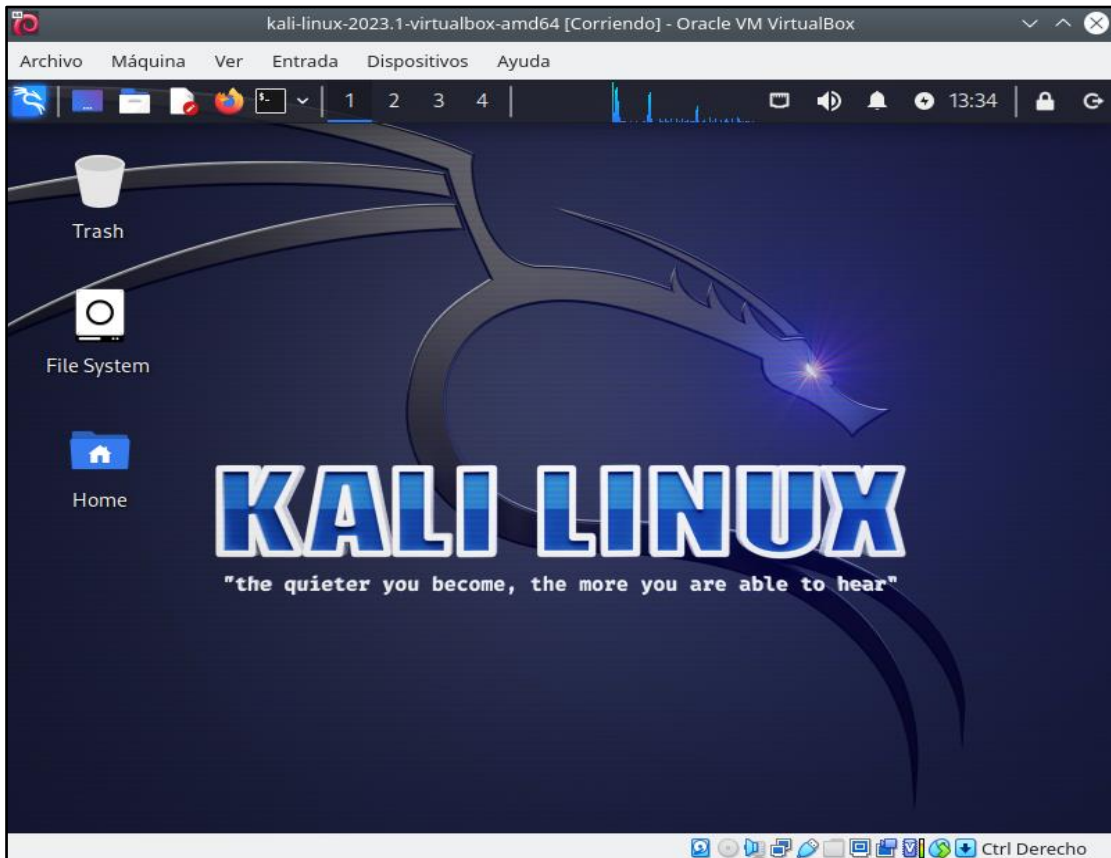 kali-linux-2023.1-virtualbox-amd64 [Corriendo] - Oracle VM VirtualBox
Archivo Máquina Ver Entrada Dispositivos Ayuda
1 2 3 4 13:34
Trash
File System
Home
KALI LINUX
"the quieter you become, the more you are able to hear"
Ctrl Derecho